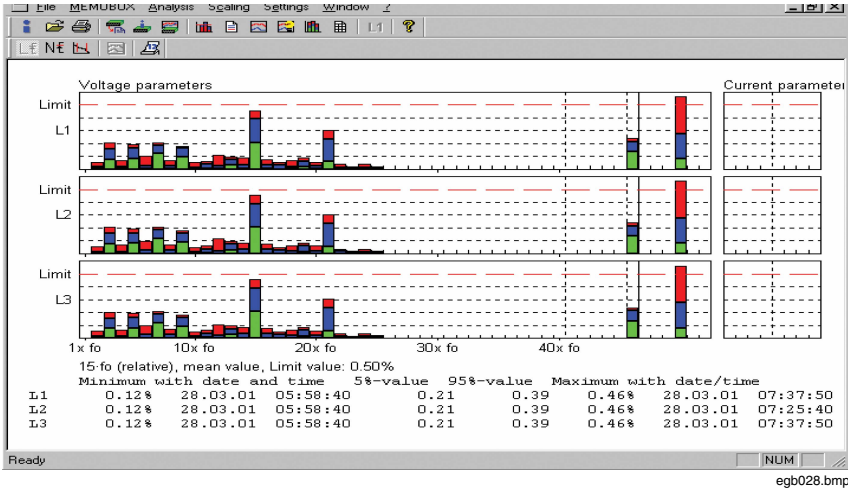 File MEMUBOX Analysis Scaling Settings Window ?
L1 ?
L£ N£
Voltage parameters Current parameter
Limit
L1
Limit
L2
Limit
L3
1x fo 10x fo 20x fo 30x fo 40x fo
15·fo (relative), mean value, Limit value: 0.50%
Minimum with date and time 5%-value 95%-value Maximum with date/time
L1 0.12% 28.03.01 05:58:40 0.21 0.39 0.46% 28.03.01 07:37:50
L2 0.12% 28.03.01 05:58:40 0.21 0.39 0.46% 28.03.01 07:25:40
L3 0.12% 28.03.01 05:58:40 0.21 0.39 0.46% 28.03.01 07:37:50
Ready NUM
egb028.bmp